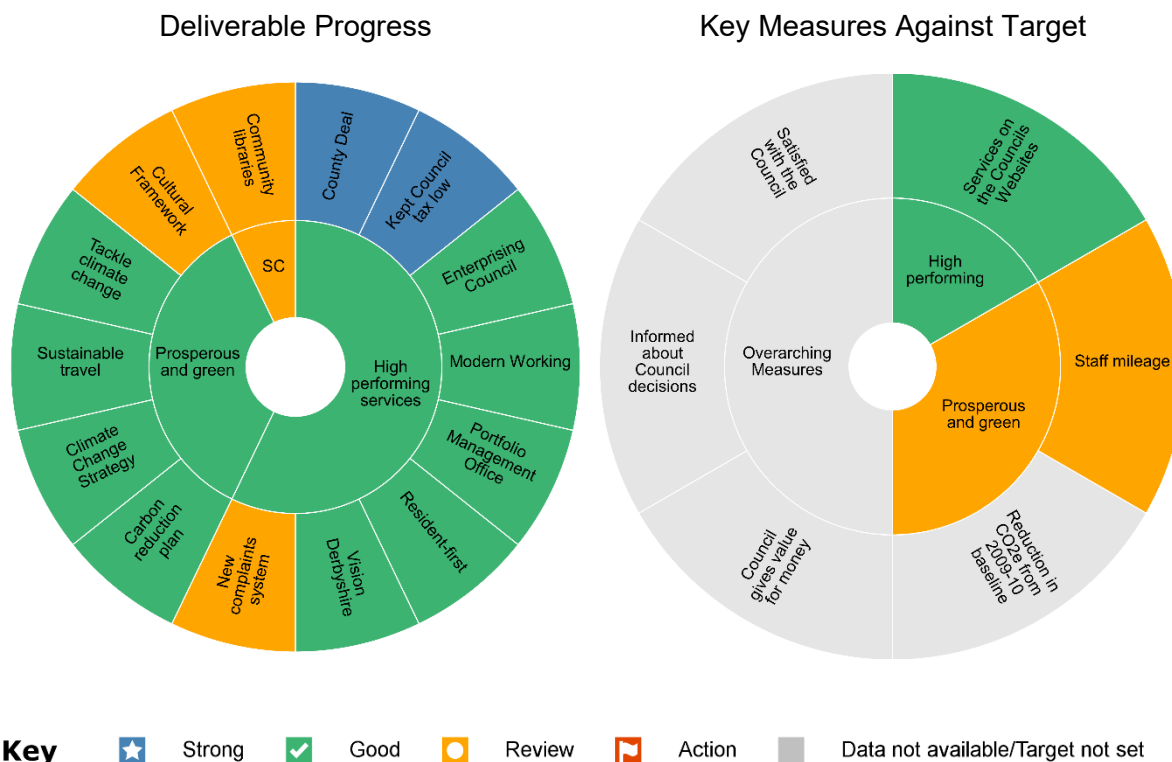 Deliverable Progress
Key Measures Against Target
Community
libraries
County Deal
Kept Council
tax low
Cultural
Framework
Enterprising
Council
Tackle
climate
change
SC
Sustainable
travel
Prosperous
and green
High
performing
services
Modern Working
Climate
Change
Strategy
Portfolio
Management
Office
Carbon
reduction
plan
Resident-first
New
complaints
system
Vision
Derbyshire
Satisfied
with the
Council
Services on
the Councils
Websites
High
performing
Informed
about
Council
decisions
Overarching
Measures
Staff mileage
Prosperous
and green
Council
gives value
for money
Reduction in
CO2e from
2009-10
baseline
Key
Strong
Good
Review
Action
Data not available/Target not set